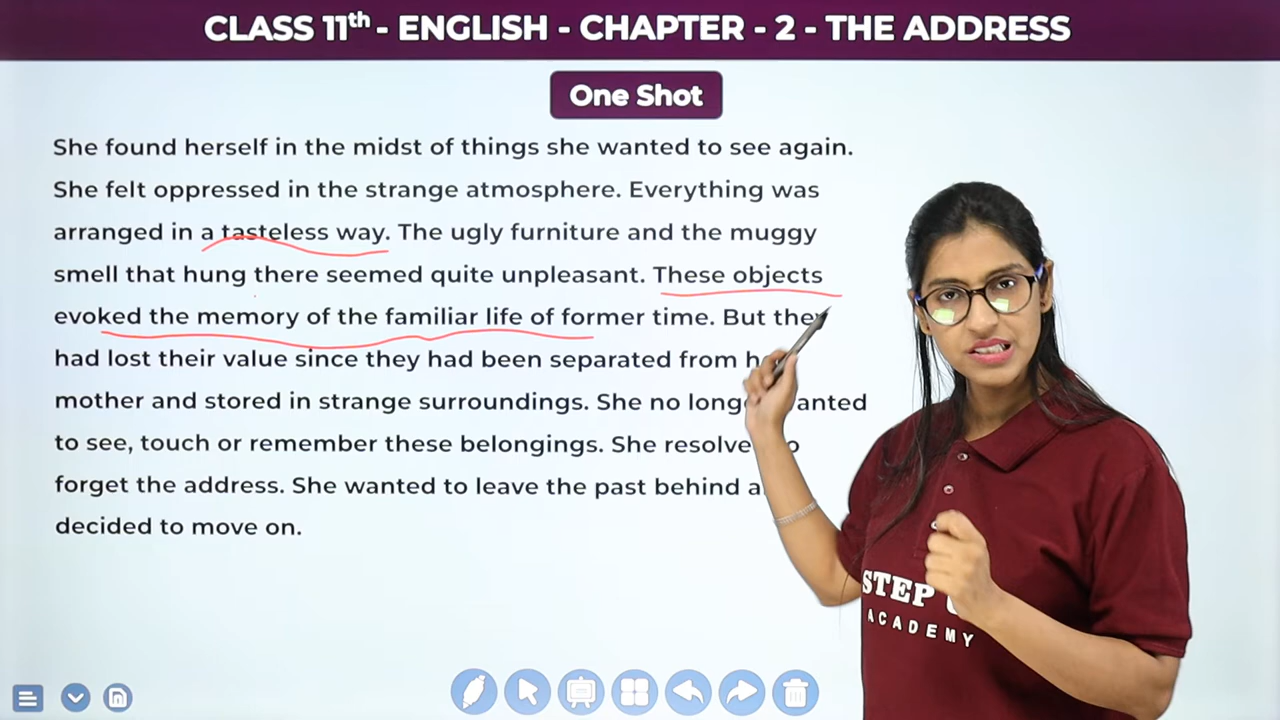 CLASS 11th - ENGLISH - CHAPTER - 2 - THE ADDRESS
One Shot
She found herself in the midst of things she wanted to see again.
She felt oppressed in the strange atmosphere. Everything was
arranged in a tasteless way. The ugly furniture and the muggy
smell that hung there seemed quite unpleasant. These objects
evoked the memory of the familiar life of former time. But they
had lost their value since they had been separated from
mother and stored in strange surroundings. She no
to see, touch or remember these belongings. She
forget the address. She wanted to leave the past behind
decided to move on.
STEP
ACADEMY